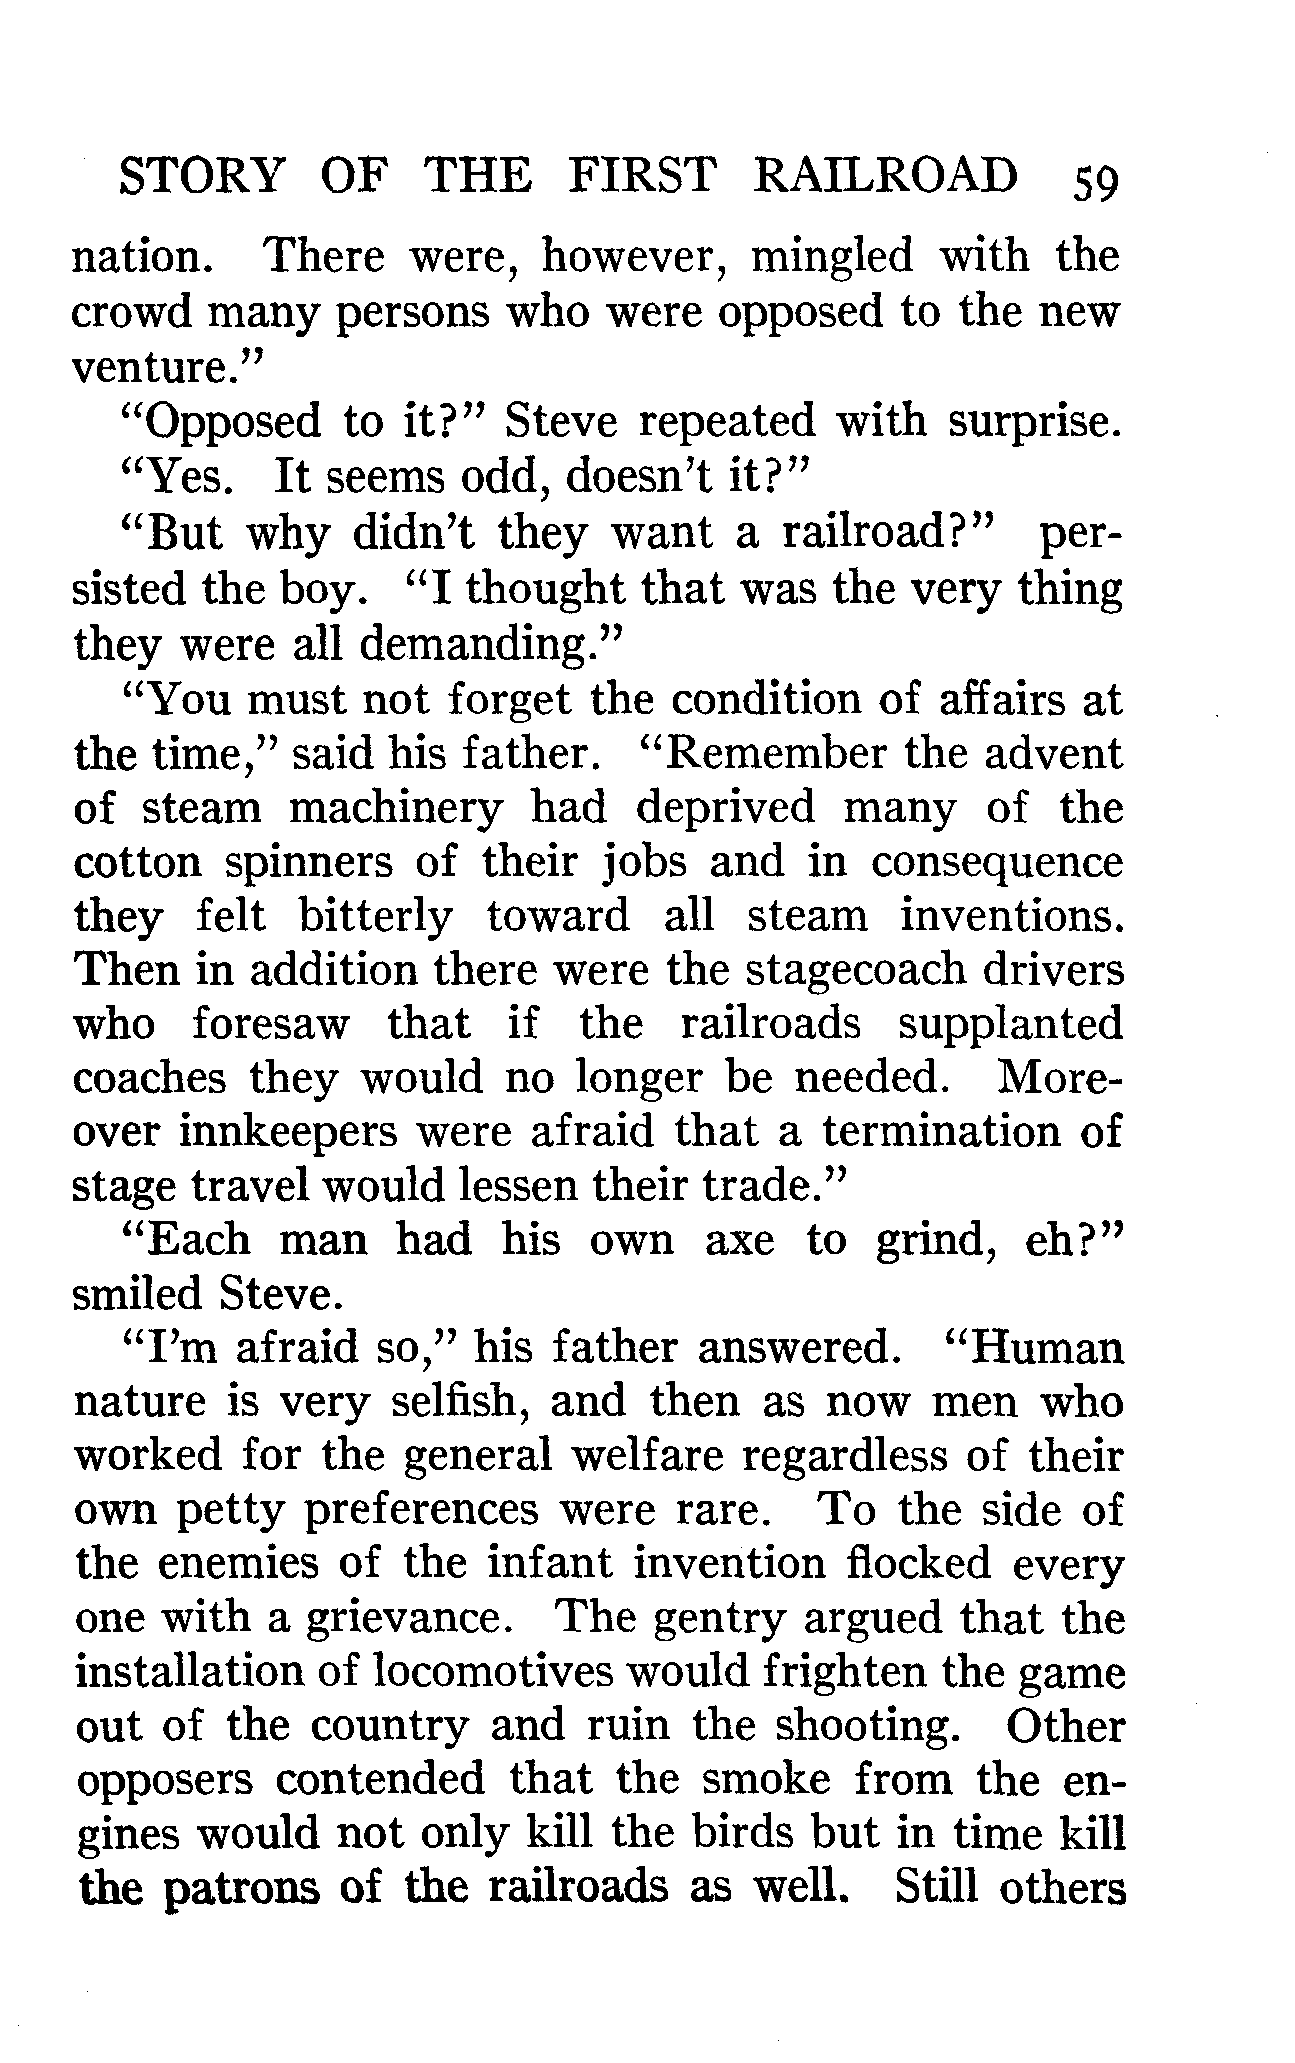 STORY OF THE FIRST RAILROAD 59
nation. There were, however, mingled with the
crowd many persons who were opposed to the new
venture.”
“Opposed to it?” Steve repeated with surprise.
“Yes. It seems odd, doesn’t it?”
“But why didn’t they want a railroad?” per-
sisted the boy. “I thought that was the very thing
they were all demanding.”
“You must not forget the condition of affairs at
the time,” said his father. “Remember the advent
of steam machinery had deprived many of the
cotton spinners of their jobs and in consequence
they felt bitterly toward all steam inventions.
Then in addition there were the stagecoach drivers
who foresaw that if the railroads supplanted
coaches they would no longer be needed. More-
over innkeepers were afraid that a termination of
stage travel would lessen their trade.”
“Each man had his own axe to grind, eh?”
smiled Steve.
“I’m afraid so,” his father answered. “Human
nature is very selfish, and then as now men who
worked for the general welfare regardless of their
own petty preferences were rare. To the side of
the enemies of the infant invention flocked every
one with a grievance. The gentry argued that the
installation of locomotives would frighten the game
out of the country and ruin the shooting. Other
opposers contended that the smoke from the en-
gines would not only kill the birds but in time kill
the patrons of the railroads as well. Still others